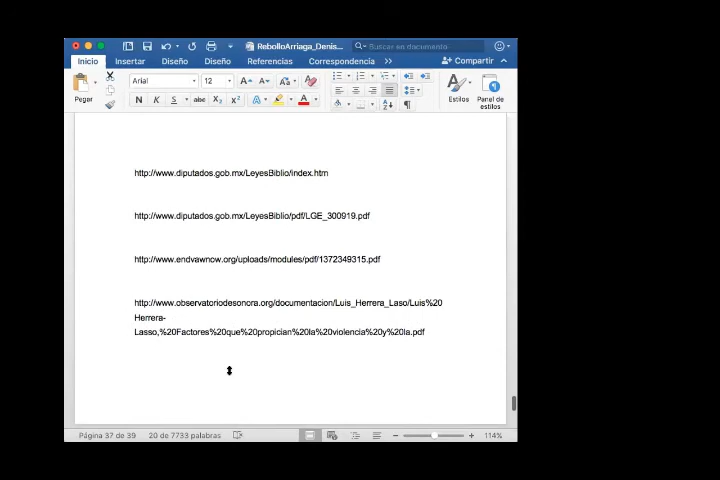 RebolloArriaga_Denis...
Buscar en documento
Inicio Insertar Diseño Diseño Referencias Correspondencia >> Compartir
Pegar
Arial 12
N K S abc X2 X2 A A
Estilos
Panel de
estilos
http://www.diputados.gob.mx/LeyesBiblio/index.htm
http://www.diputados.gob.mx/LeyesBiblio/pdf/LGE_300919.pdf
http://www.endvawnow.org/uploads/modules/pdf/1372349315.pdf
http://www.observatoriodesonora.org/documentacion/Luis_Herrera_Laso/Luis%20
Herrera-
Lasso,%20Factores%20que%20propician%20la%20violencia%20y%20la.pdf
Página 37 de 39 20 de 7733 palabras 114%